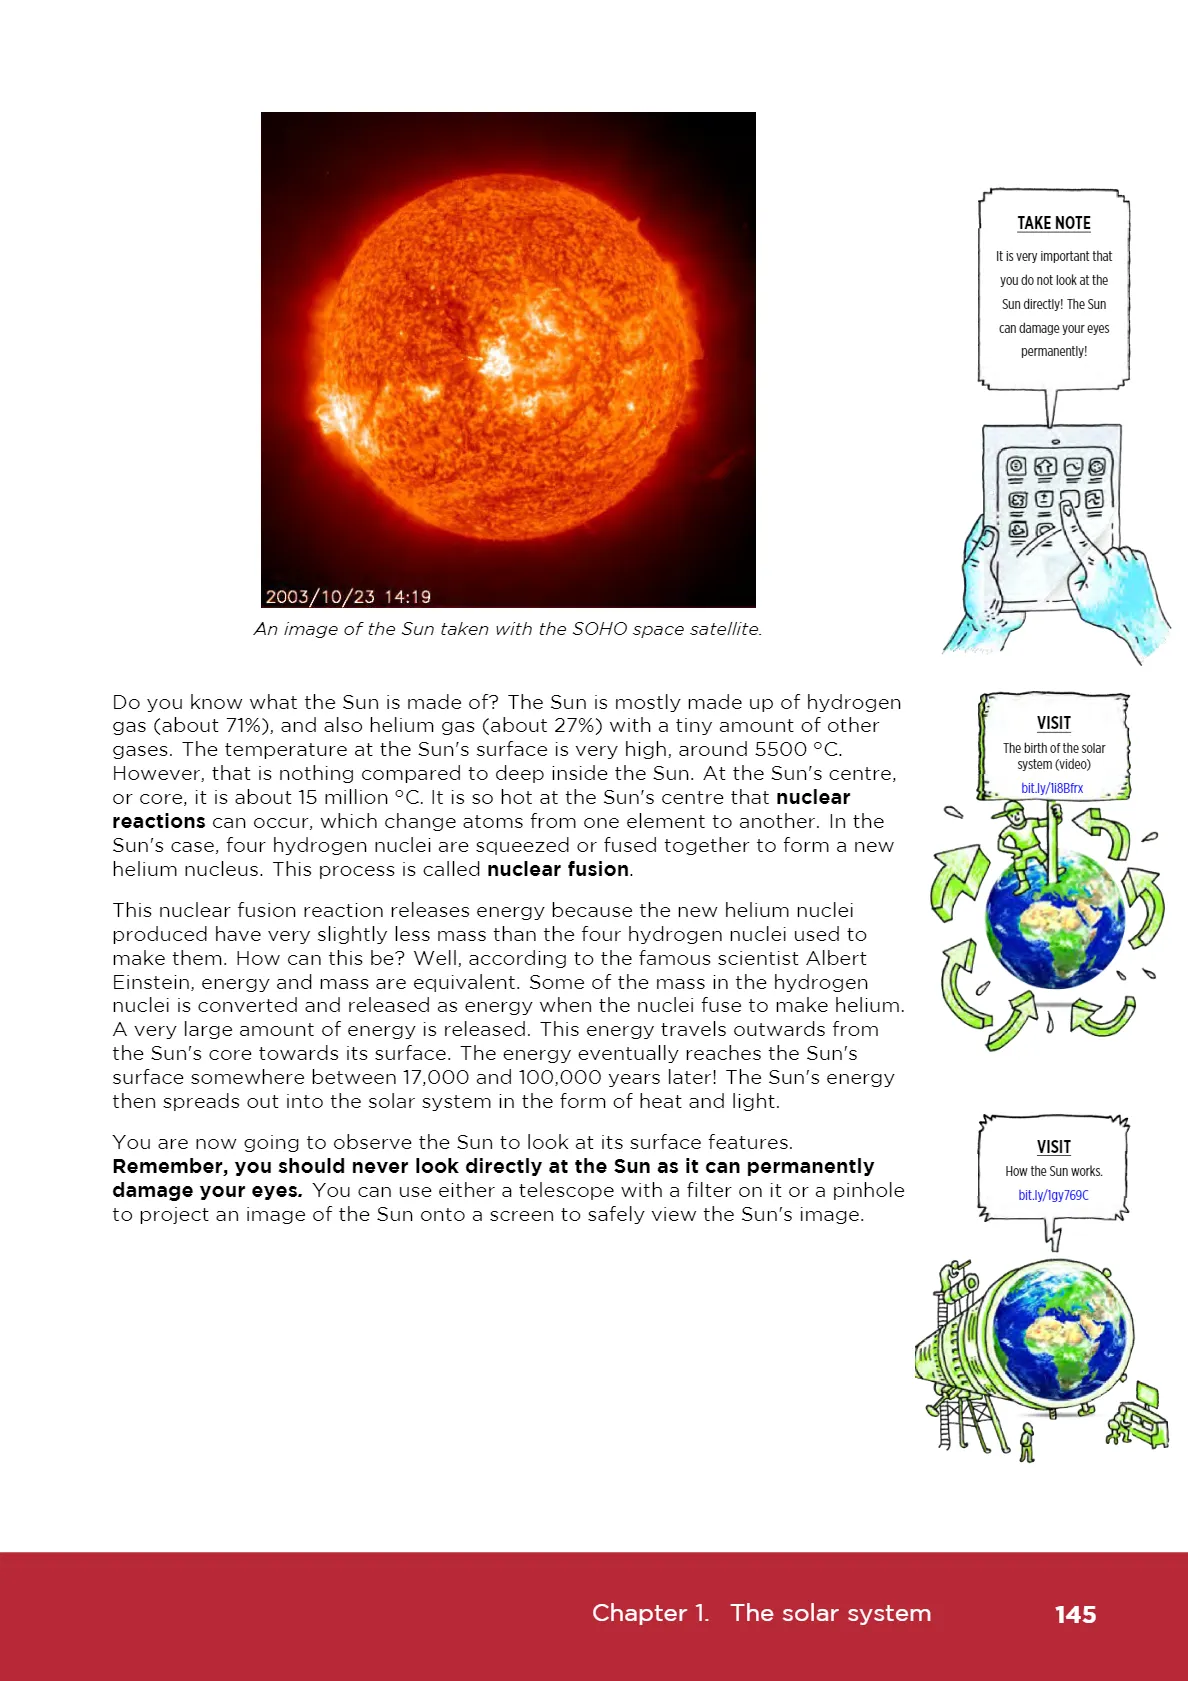 2003/10/23 14:19
An image of the Sun taken with the SOHO space satellite.
Do you know what the Sun is made of? The Sun is mostly made up of hydrogen
gas (about 71%), and also helium gas (about 27%) with a tiny amount of other
gases. The temperature at the Sun's surface is very high, around 5500 °C.
However, that is nothing compared to deep inside the Sun. At the Sun's centre,
or core, it is about 15 million °C. It is so hot at the Sun's centre that nuclear
reactions can occur, which change atoms from one element to another. In the
Sun's case, four hydrogen nuclei are squeezed or fused together to form a new
helium nucleus. This process is called nuclear fusion.
This nuclear fusion reaction releases energy because the new helium nuclei
produced have very slightly less mass than the four hydrogen nuclei used to
make them. How can this be? Well, according to the famous scientist Albert
Einstein, energy and mass are equivalent. Some of the mass in the hydrogen
nuclei is converted and released as energy when the nuclei fuse to make helium.
A very large amount of energy is released. This energy travels outwards from
the Sun's core towards its surface. The energy eventually reaches the Sun's
surface somewhere between 17,000 and 100,000 years later! The Sun's energy
then spreads out into the solar system in the form of heat and light.
You are now going to observe the Sun to look at its surface features.
Remember, you should never look directly at the Sun as it can permanently
damage your eyes. You can use either a telescope with a filter on it or a pinhole
to project an image of the Sun onto a screen to safely view the Sun's image.
TAKE NOTE
It is very important that
you do not look at the
Sun directly! The Sun
can damage your eyes
permanently!
VISIT
The birth of the solar
system (video)
bit.ly/1i8Bfrx
VISIT
How the Sun works.
bit.ly/1gy769C
Chapter 1. The solar system
145